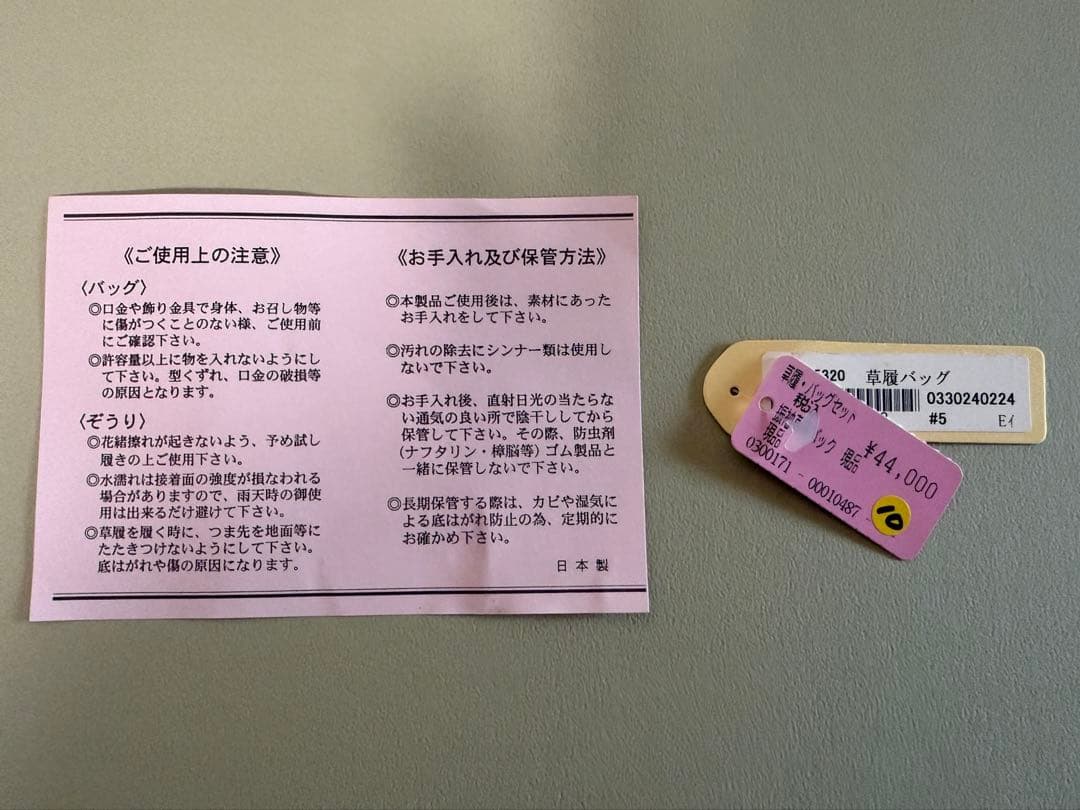 《ご使用上の注意》
〈バッグ〉
◎口金や飾り金具で身体、お召し物等
に傷がつくことのない様、ご使用前
にご確認下さい。
◎許容量以上に物を入れないようにし
て下さい。型くずれ、口金の破損等
の原因となります。
〈ぞうり〉
◎花緒擦れが起きないよう、予め試し
履きの上ご使用下さい。
◎水濡れは接着面の強度が損なわれる
場合がありますので、雨天時の御使
用は出来るだけ避けて下さい。
◎草履を履く時に、つま先を地面等に
たたきつけないようにして下さい。
底はがれや傷の原因になります。
《お手入れ及び保管方法》
◎本製品ご使用後は、素材にあった
お手入れをして下さい。
◎汚れの除去にシンナー類は使用し
ないで下さい。
◎お手入れ後、直射日光の当たらな
い通気の良い所で陰干ししてから
保管して下さい。その際、防虫剤
(ナフタリン・樟脳等)ゴム製品と
一緒に保管しないで下さい。
◎長期保管する際は、カビや湿気に
よる底はがれ防止の為、定期的に
お確かめ下さい。
日本製
5320 草履バッグ
0330240224
#5 Eイ
草履・バッグセット
ック
¥44,000
0300171-00010487
10